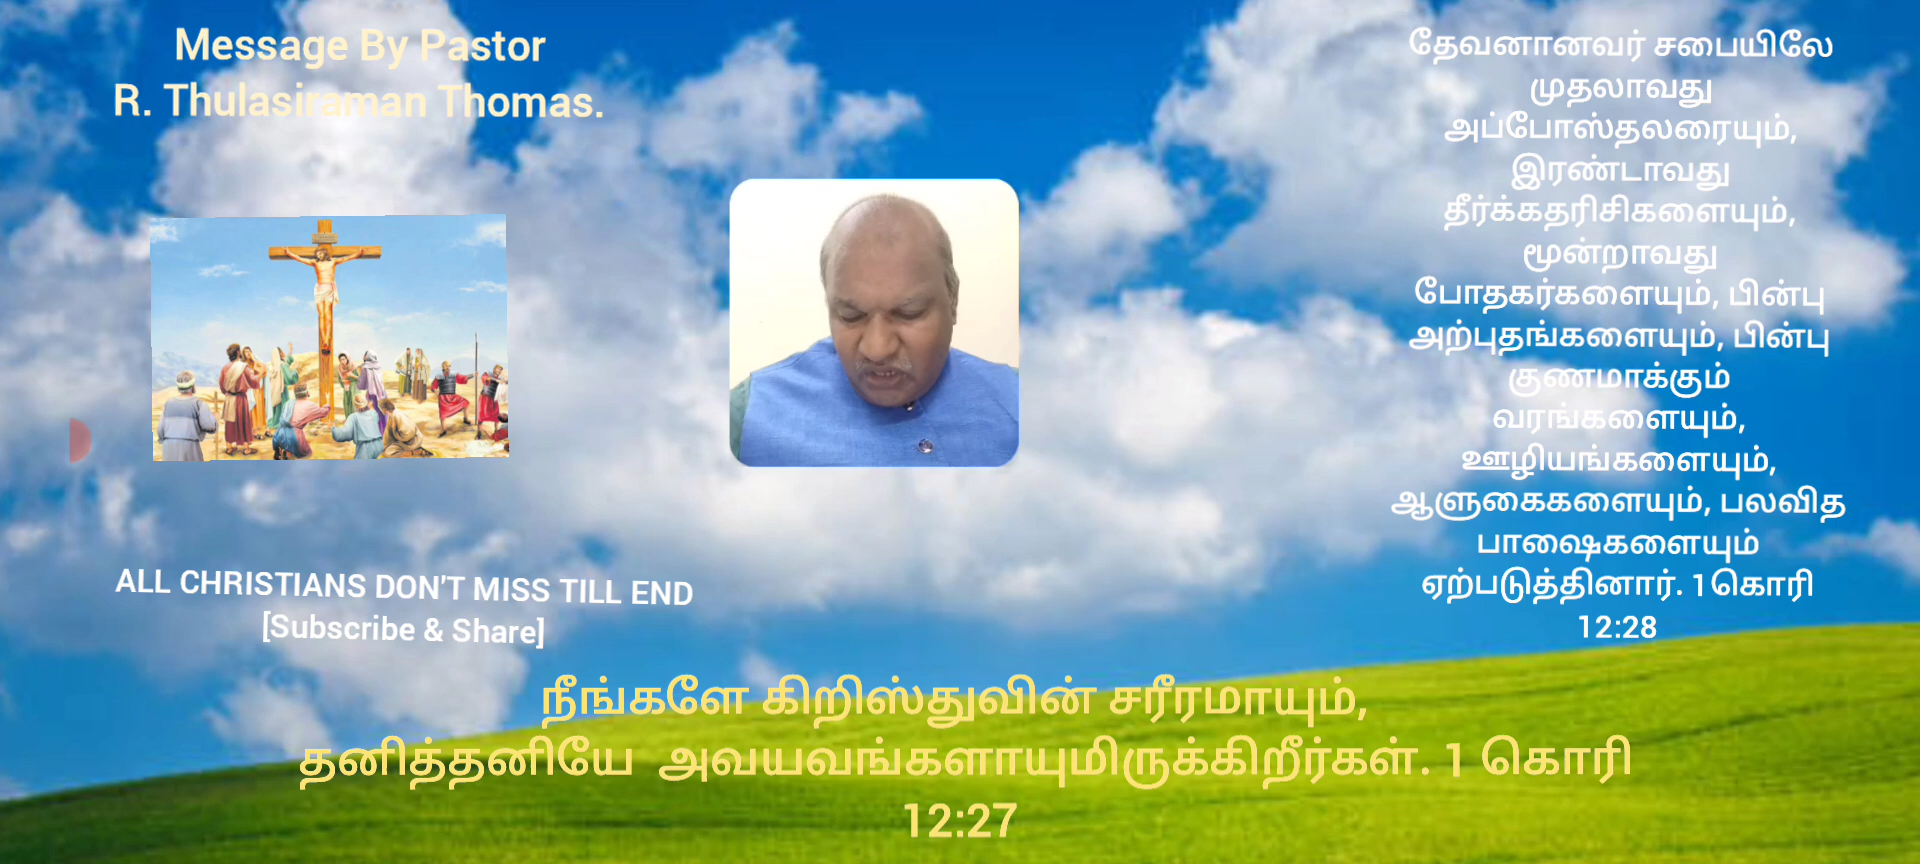 Message By Pastor
R. Thulasiraman Thomas.
ALL CHRISTIANS DON'T MISS TILL END
[Subscribe & Share]
தேவனானவர் சபையிலே
முதலாவது
அப்போஸ்தலரையும்,
இரண்டாவது
தீர்க்கதரிசிகளையும்,
மூன்றாவது
போதகர்களையும், பின்பு
அற்புதங்களையும், பின்பு
குணமாக்கும்
வரங்களையும்,
ஊழியங்களையும்,
ஆளுகைகளையும், பலவித
பாஷைகளையும்
ஏற்படுத்தினார். 1கொரி
12:28
நீங்களே கிறிஸ்துவின் சரீரமாயும்,
தனித்தனியே அவயவங்களாயுமிருக்கிறீர்கள். 1 கொரி
12:27